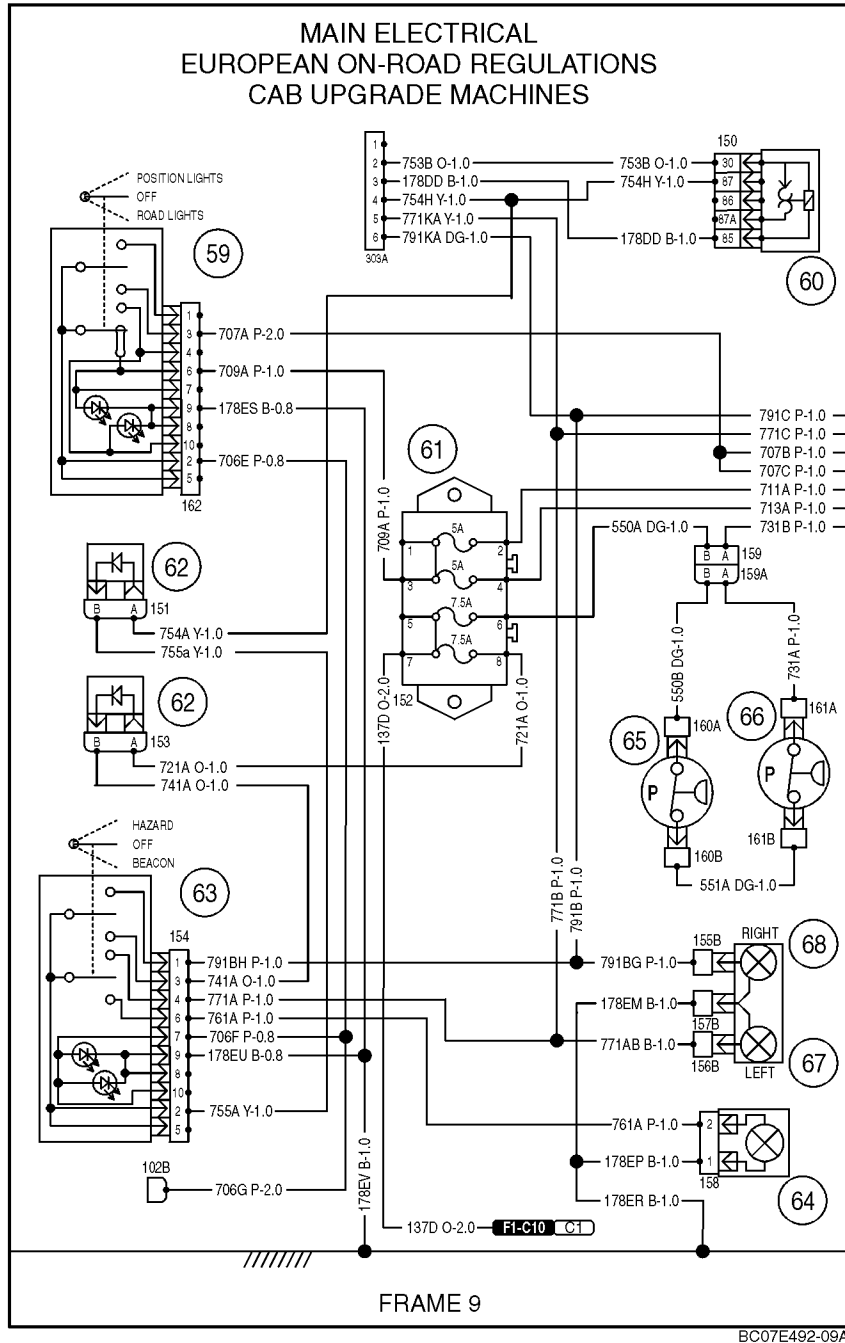 MAIN ELECTRICAL
EUROPEAN ON-ROAD REGULATIONS
CAB UPGRADE MACHINES
POSITION LIGHTS
OFF
ROAD LIGHTS
59
1
3
4
6
7
9
8
10
2
5
162
707A P-2.0
709A P-1.0
178ES B-0.8
706E P-0.8
1
2
3
4
5
6
303A
753B O-1.0
178DD B-1.0
754H Y-1.0
771KA Y-1.0
791KA DG-1.0
753B O-1.0
754H Y-1.0
178DD B-1.0
150
30
87
86
87A
85
60
791C P-1.0
771C P-1.0
707B P-1.0
707C P-1.0
711A P-1.0
713A P-1.0
550A DG-1.0
731B P-1.0
61
709A P-1.0
5A
5A
7.5A
7.5A
1
2
3
4
5
6
7
8
152
137D O-2.0
721A O-1.0
62
B A
151
754A Y-1.0
755a Y-1.0
62
B A
153
721A O-1.0
741A O-1.0
B A 159
B A 159A
550B DG-1.0
731A P-1.0
65
160A
P
160B
66
161A
P
161B
551A DG-1.0
HAZARD
OFF
BEACON
63
154
1
3
4
6
7
9
8
10
2
5
791BH P-1.0
741A O-1.0
771A P-1.0
761A P-1.0
706F P-0.8
178EU B-0.8
755A Y-1.0
771B P-1.0
791B P-1.0
791BG P-1.0
178EM B-1.0
771AB B-1.0
155B
157B
156B
RIGHT
LEFT
68
67
761A P-1.0
178EP B-1.0
178ER B-1.0
2
1
158
64
102B
706G P-2.0
178EV B-1.0
137D O-2.0
F1-C10 C1
FRAME 9
BC07E492-09A